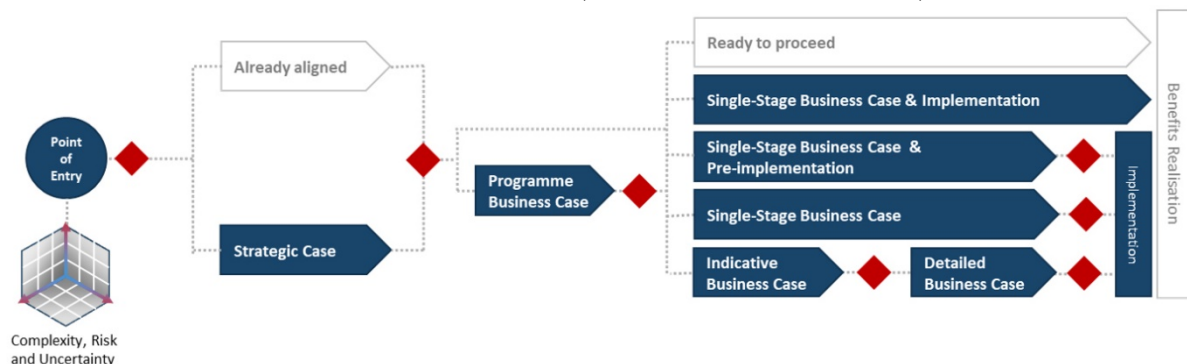 Point
of
Entry
Complexity, Risk
and Uncertainty
Already aligned
Strategic Case
Programme
Business Case
Ready to proceed
Single-Stage Business Case & Implementation
Single-Stage Business Case &
Pre-implementation
Single-Stage Business Case
Indicative
Business Case
Detailed
Business Case
Implementation
Benefits Realisation